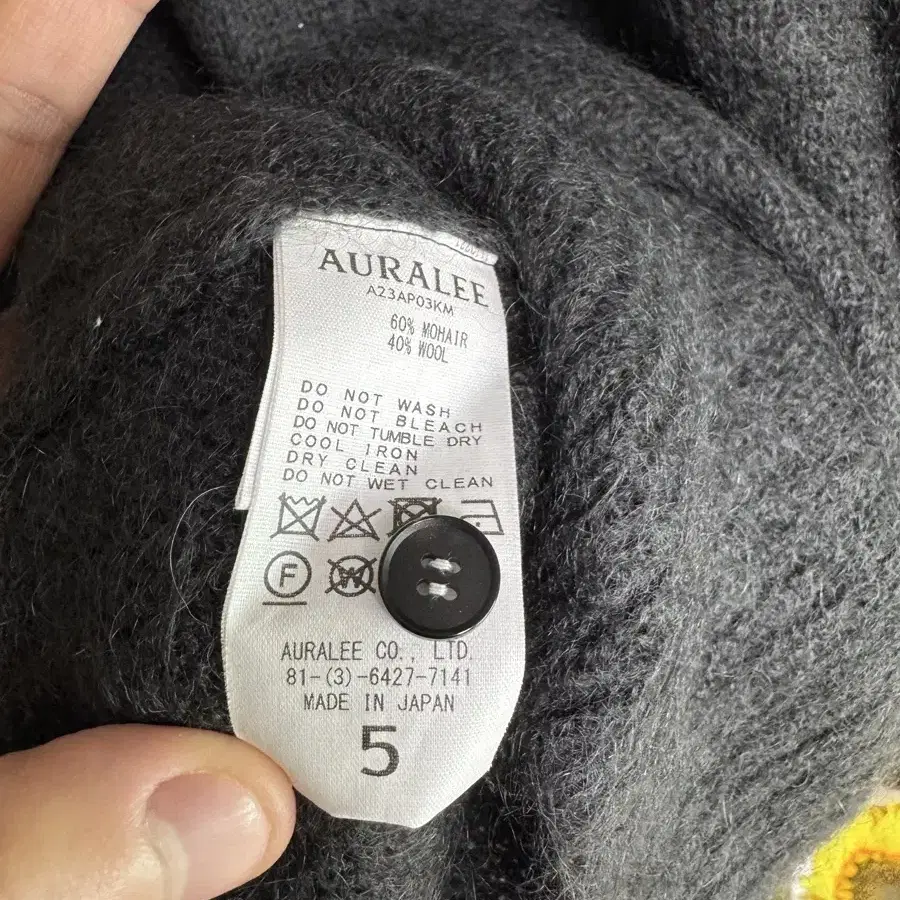 AURALEE
A23AP03KM
60% MOHAIR
40% WOOL
DO NOT WASH
DO NOT BLEACH
DO NOT TUMBLE DRY
COOL IRON
DRY CLEAN
DO NOT WET CLEAN
F
W
AURALEE CO., LTD.
81-(3)-6427-7141
MADE IN JAPAN
5